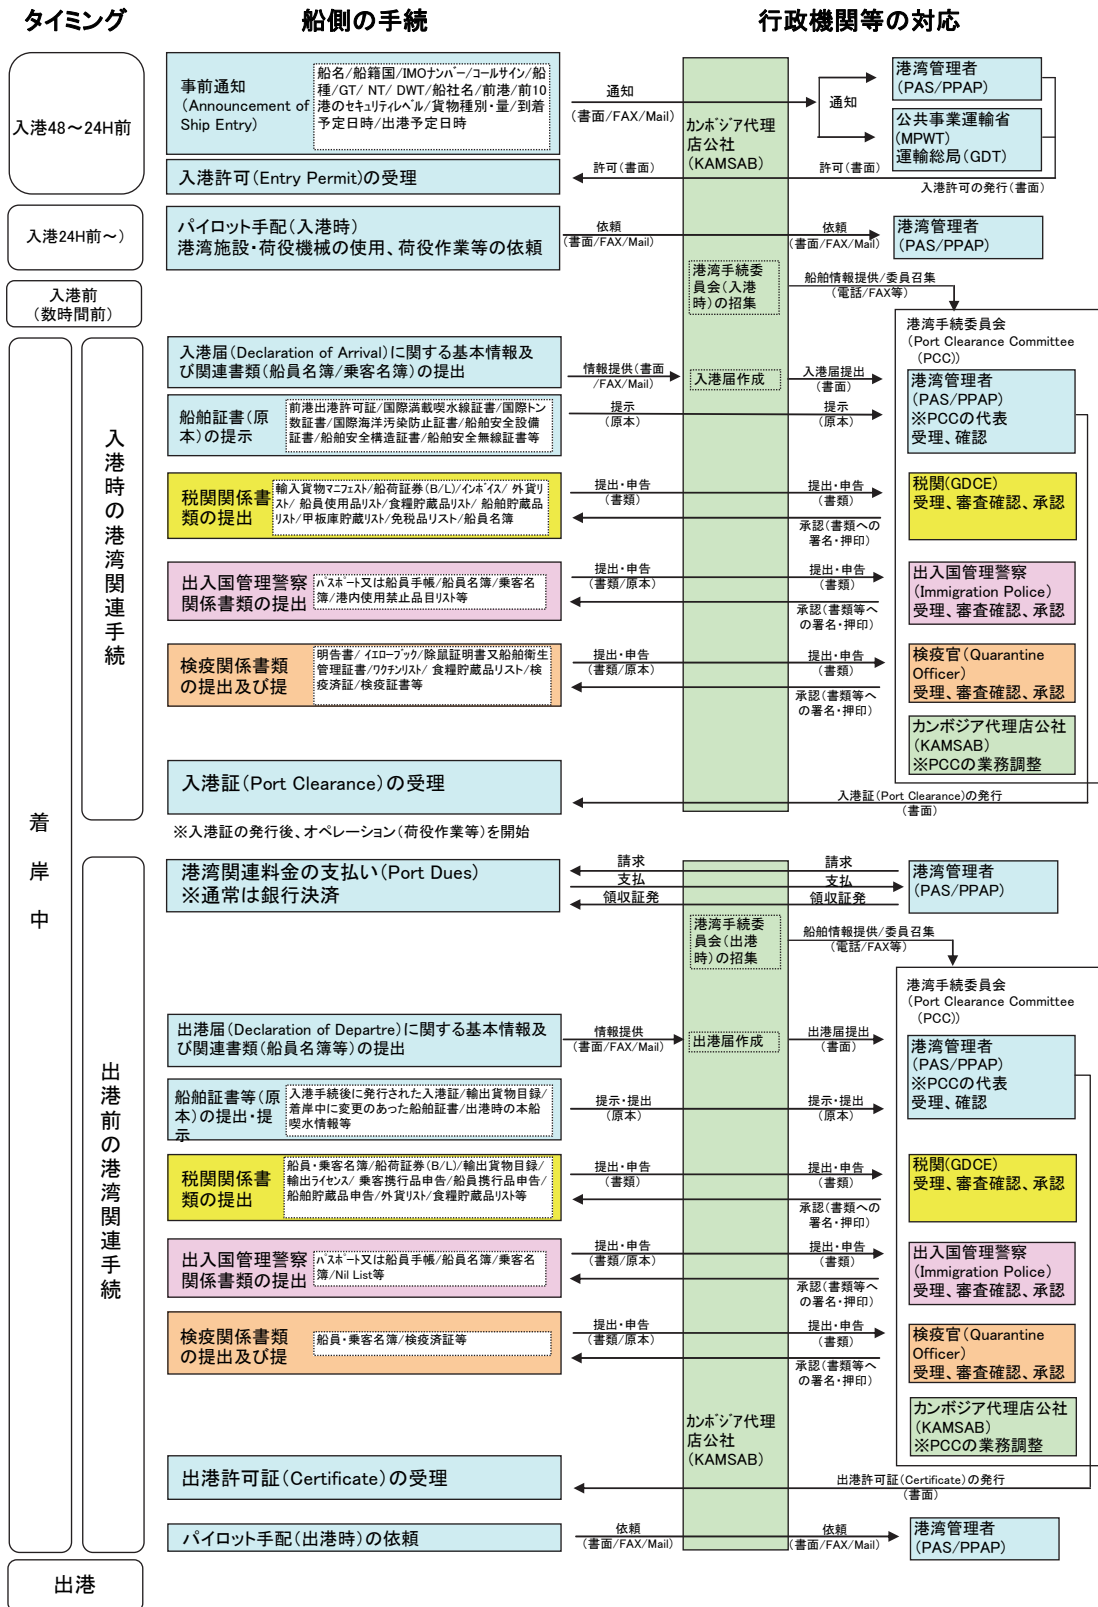 タイミング
船側の手続
行政機関等の対応
入港48～24H前
事前通知
(Announcement of
Ship Entry)
船名/船籍国/IMOナンバー/コールサイン/船
種/GT/ NT/ DWT/船社名/前港/前10
港のセキュリティレベル/貨物種別・量/到着
予定日時/出港予定日時
通知
(書面/FAX/Mail)
カンボジア代理
店公社
(KAMSAB)
通知
港湾管理者
(PAS/PPAP)
公共事業運輸省
(MPWT)
運輸総局(GDT)
入港許可(Entry Permit)の受理
許可(書面)
許可(書面)
入港許可の発行(書面)
入港24H前～)
パイロット手配(入港時)
港湾施設・荷役機械の使用、荷役作業等の依頼
依頼
(書面/FAX/Mail)
依頼
(書面/FAX/Mail)
港湾管理者
(PAS/PPAP)
入港前
(数時間前)
港湾手続委
員会(入港
時)の招集
船舶情報提供/委員召集
(電話/FAX等)
港湾手続委員会
(Port Clearance Committee
(PCC))
着岸中
入港時の港湾関連手続
入港届(Declaration of Arrival)に関する基本情報及
び関連書類(船員名簿/乗客名簿)の提出
情報提供(書面
/FAX/Mail)
入港届作成
入港届提出
(書面)
港湾管理者
(PAS/PPAP)
※PCCの代表
受理、確認
船舶証書(原
本)の提示
前港出港許可証/国際満載喫水線証書/国際トン
数証書/国際海洋汚染防止証書/船舶安全設備
証書/船舶安全構造証書/船舶安全無線証書等
提示
(原本)
提示
(原本)
税関関係書
類の提出
輸入貨物マニフェスト/船荷証券(B/L)/インボイス/ 外貨リ
スト/ 船員使用品リスト/食糧貯蔵品リスト/ 船舶貯蔵品
リスト/甲板庫貯蔵リスト/免税品リスト/船員名簿
提出・申告
(書類)
提出・申告
(書類)
承認(書類への
署名・押印)
税関(GDCE)
受理、審査確認、承認
出入国管理警察
関係書類の提出
パスポート又は船員手帳/船員名簿/乗客名
簿/港内使用禁止品目リスト等
提出・申告
(書類/原本)
提出・申告
(書類)
承認(書類等へ
の署名・押印)
出入国管理警察
(Immigration Police)
受理、審査確認、承認
検疫関係書類
の提出及び提
明告書/ イエローブック/除鼠証明書又船舶衛生
管理証書/ワクチンリスト/ 食糧貯蔵品リスト/検
疫済証/検疫証書等
提出・申告
(書類/原本)
提出・申告
(書類)
承認(書類等へ
の署名・押印)
検疫官(Quarantine
Officer)
受理、審査確認、承認
カンボジア代理店公社
(KAMSAB)
※PCCの業務調整
入港証(Port Clearance)の受理
入港証(Port Clearance)の発行
(書面)
※入港証の発行後、オペレーション(荷役作業等)を開始
出港前の港湾関連手続
港湾関連料金の支払い(Port Dues)
※通常は銀行決済
請求
支払
領収証発
請求
支払
領収証発
港湾管理者
(PAS/PPAP)
港湾手続委
員会(出港
時)の招集
船舶情報提供/委員召集
(電話/FAX等)
港湾手続委員会
(Port Clearance Committee
(PCC))
出港届(Declaration of Departre)に関する基本情報及
び関連書類(船員名簿等)の提出
情報提供
(書面/FAX/Mail)
出港届作成
出港届提出
(書面)
港湾管理者
(PAS/PPAP)
※PCCの代表
受理、確認
船舶証書等(原
本)の提出・提
示
入港手続後に発行された入港証/輸出貨物目録/
着岸中に変更のあった船舶証書/出港時の本船
喫水情報等
提示・提出
(原本)
提示・提出
(原本)
税関関係書
類の提出
船員・乗客名簿/船荷証券(B/L)/輸出貨物目録/
輸出ライセンス/ 乗客携行品申告/船員携行品申告/
船舶貯蔵品申告/外貨リスト/食糧貯蔵品リスト等
提出・申告
(書類)
提出・申告
(書類)
承認(書類への
署名・押印)
税関(GDCE)
受理、審査確認、承認
出入国管理警察
関係書類の提出
パスポート又は船員手帳/船員名簿/乗客名
簿/Nil List等
提出・申告
(書類/原本)
提出・申告
(書類)
承認(書類等へ
の署名・押印)
出入国管理警察
(Immigration Police)
受理、審査確認、承認
検疫関係書類
の提出及び提
船員・乗客名簿/検疫済証等
提出・申告
(書類/原本)
提出・申告
(書類)
承認(書類等へ
の署名・押印)
検疫官(Quarantine
Officer)
受理、審査確認、承認
カンボジア代理
店公社
(KAMSAB)
カンボジア代理店公社
(KAMSAB)
※PCCの業務調整
出港許可証(Certificate)の受理
出港許可証(Certificate)の発行
(書面)
パイロット手配(出港時)の依頼
依頼
(書面/FAX/Mail)
依頼
(書面/FAX/Mail)
港湾管理者
(PAS/PPAP)
出港